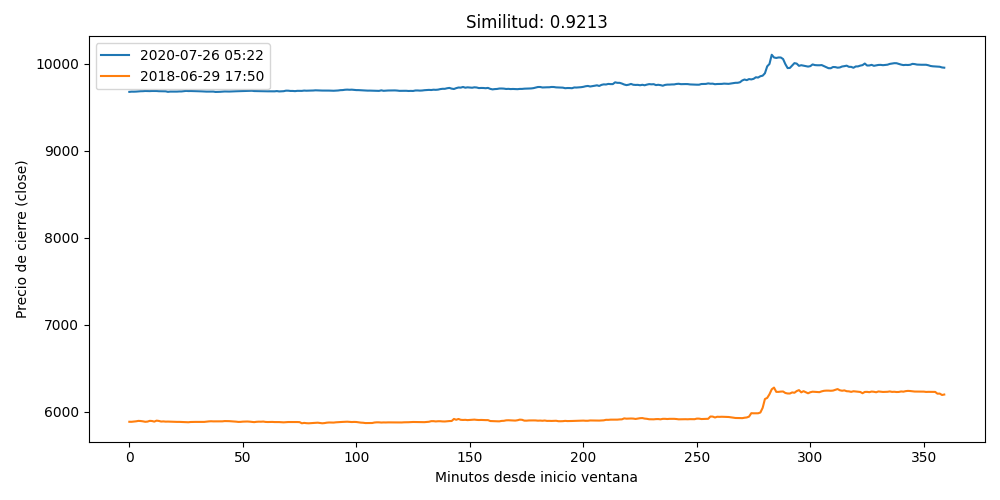 Similitud: 0.9213
2020-07-26 05:22
2018-06-29 17:50
Precio de cierre (close)
10000
9000
8000
7000
6000
0 50 100 150 200 250 300 350
Minutos desde inicio ventana